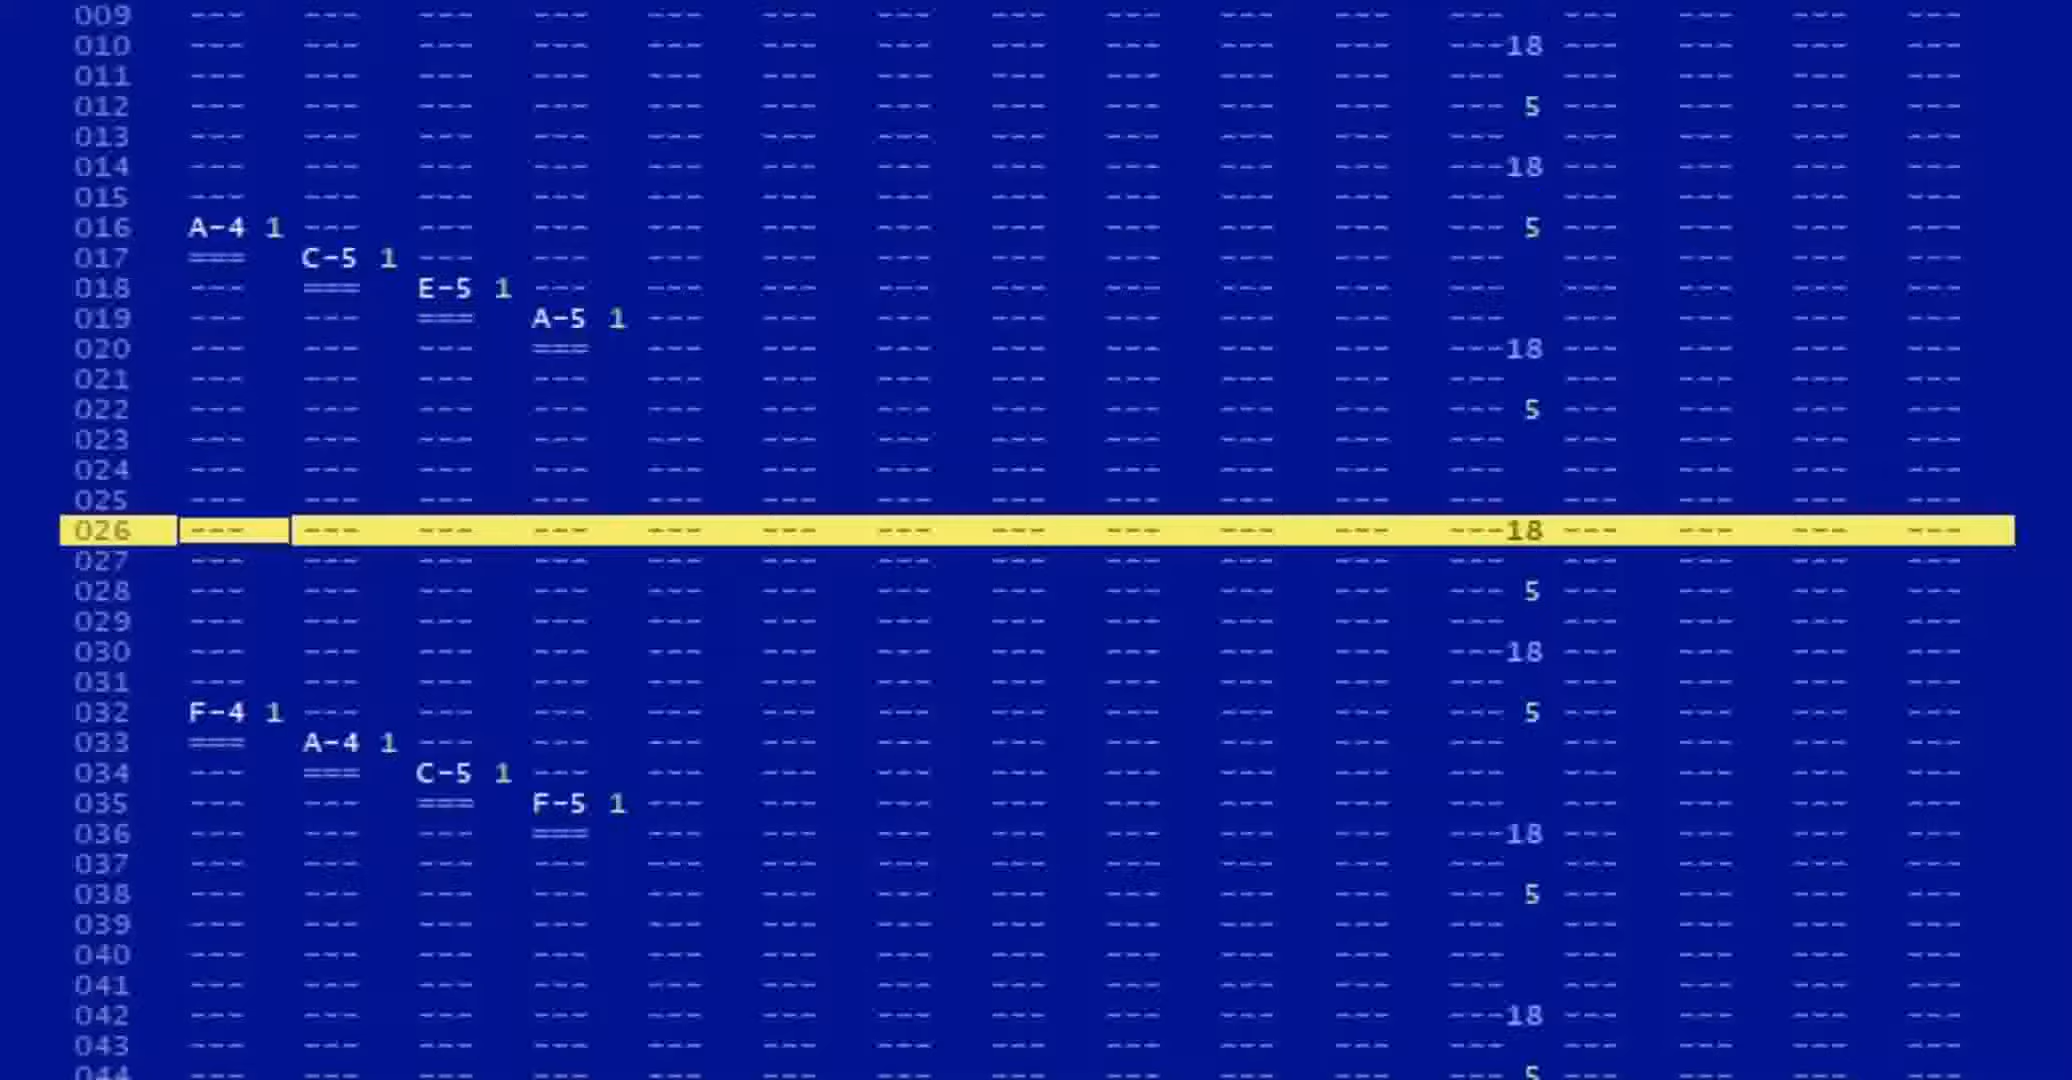 009 --- --- --- --- --- --- --- --- --- --- --- --- --- --- --- ---
010 --- --- --- --- --- --- --- --- --- --- --- ---18 --- --- --- ---
011 --- --- --- --- --- --- --- --- --- --- --- --- --- --- --- ---
012 --- --- --- --- --- --- --- --- --- --- --- --- 5 --- --- --- ---
013 --- --- --- --- --- --- --- --- --- --- --- --- --- --- --- ---
014 --- --- --- --- --- --- --- --- --- --- --- ---18 --- --- --- ---
015 --- --- --- --- --- --- --- --- --- --- --- --- --- --- --- ---
016 A-4 1 --- --- --- --- --- --- --- --- --- --- --- 5 --- --- --- ---
017 === C-5 1 --- --- --- --- --- --- --- --- --- --- --- --- --- ---
018 --- === E-5 1 --- --- --- --- --- --- --- --- --- --- --- --- ---
019 --- --- === A-5 1 --- --- --- --- --- --- --- --- --- --- --- ---
020 --- --- --- === --- --- --- --- --- --- --- ---18 --- --- --- ---
021 --- --- --- --- --- --- --- --- --- --- --- --- --- --- --- ---
022 --- --- --- --- --- --- --- --- --- --- --- --- 5 --- --- --- ---
023 --- --- --- --- --- --- --- --- --- --- --- --- --- --- --- ---
024 --- --- --- --- --- --- --- --- --- --- --- --- --- --- --- ---
025 --- --- --- --- --- --- --- --- --- --- --- --- --- --- --- ---
026 --- --- --- --- --- --- --- --- --- --- --- ---18 --- --- --- ---
027 --- --- --- --- --- --- --- --- --- --- --- --- --- --- --- ---
028 --- --- --- --- --- --- --- --- --- --- --- --- 5 --- --- --- ---
029 --- --- --- --- --- --- --- --- --- --- --- --- --- --- --- ---
030 --- --- --- --- --- --- --- --- --- --- --- ---18 --- --- --- ---
031 --- --- --- --- --- --- --- --- --- --- --- --- --- --- --- ---
032 F-4 1 --- --- --- --- --- --- --- --- --- --- --- 5 --- --- --- ---
033 === A-4 1 --- --- --- --- --- --- --- --- --- --- --- --- --- ---
034 --- === C-5 1 --- --- --- --- --- --- --- --- --- --- --- --- ---
035 --- --- === F-5 1 --- --- --- --- --- --- --- --- --- --- --- ---
036 --- --- --- === --- --- --- --- --- --- --- ---18 --- --- --- ---
037 --- --- --- --- --- --- --- --- --- --- --- --- --- --- --- ---
038 --- --- --- --- --- --- --- --- --- --- --- --- 5 --- --- --- ---
039 --- --- --- --- --- --- --- --- --- --- --- --- --- --- --- ---
040 --- --- --- --- --- --- --- --- --- --- --- --- --- --- --- ---
041 --- --- --- --- --- --- --- --- --- --- --- --- --- --- --- ---
042 --- --- --- --- --- --- --- --- --- --- --- ---18 --- --- --- ---
043 --- --- --- --- --- --- --- --- --- --- --- --- --- --- --- ---
044 --- --- --- --- --- --- --- --- --- --- --- --- 5 --- --- --- ---